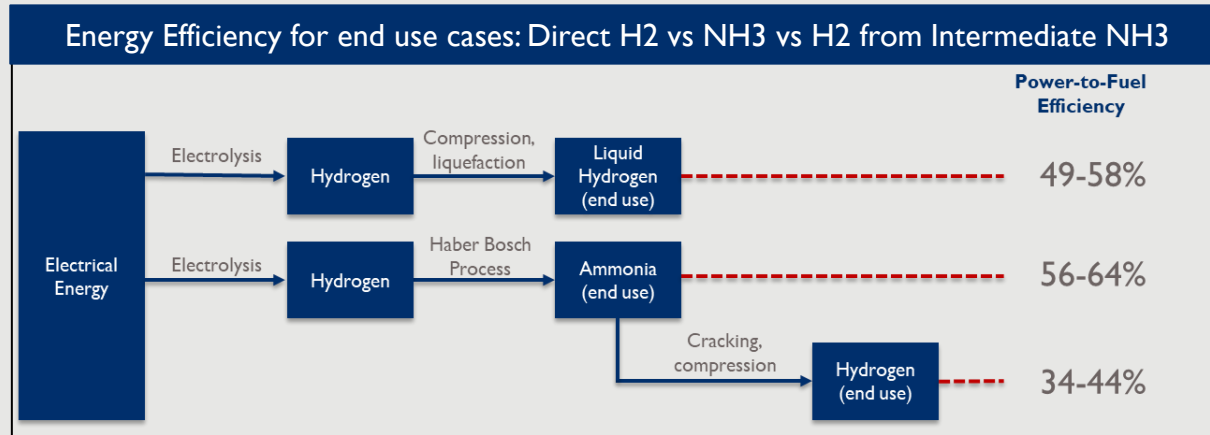 Energy Efficiency for end use cases: Direct H2 vs NH3 vs H2 from Intermediate NH3
Power-to-Fuel
Efficiency
Electrical
Energy
Electrolysis
Hydrogen
Compression,
liquefaction
Liquid
Hydrogen
(end use)
49-58%
Electrolysis
Hydrogen
Haber Bosch
Process
Ammonia
(end use)
56-64%
Cracking,
compression
Hydrogen
(end use)
34-44%